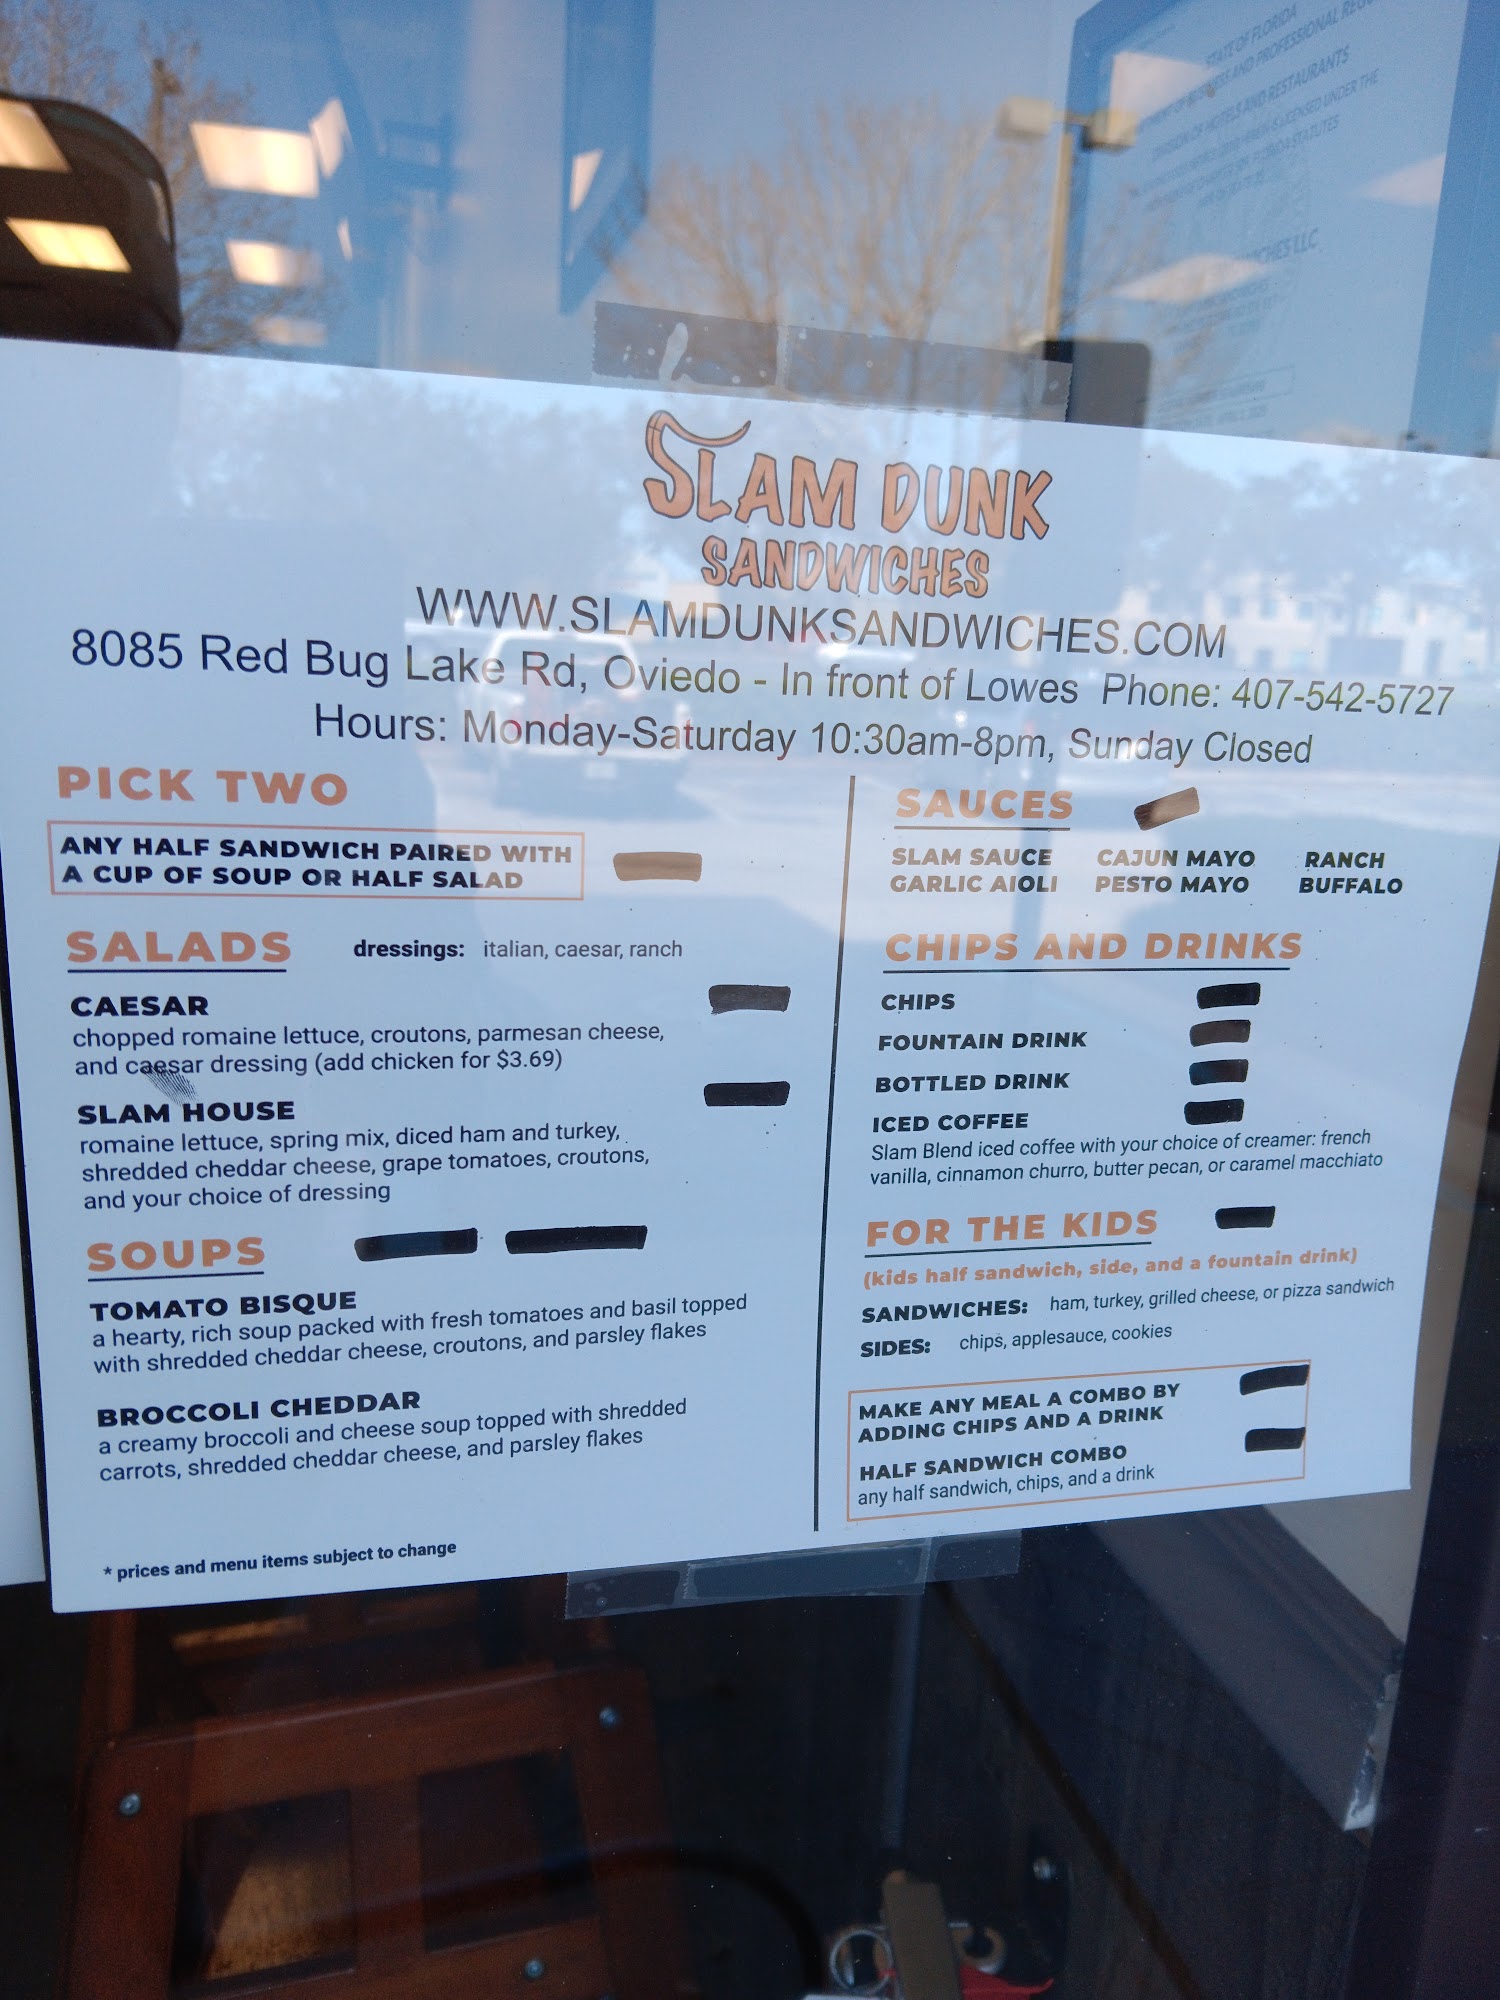 STATE OF FLORIDA
DIVISION OF HOTELS AND RESTAURANTS
SLAM DUNK
SANDWICHES
WWW.SLAMDUNKSANDWICHES.COM
8085 Red Bug Lake Rd, Oviedo - In front of Lowes Phone: 407-542-5727
Hours: Monday-Saturday 10:30am-8pm, Sunday Closed
PICK TWO
ANY HALF SANDWICH PAIRED WITH
A CUP OF SOUP OR HALF SALAD
SALADS dressings: italian, caesar, ranch
CAESAR
chopped romaine lettuce, croutons, parmesan cheese,
and caesar dressing (add chicken for $3.69)
SLAM HOUSE
romaine lettuce, spring mix, diced ham and turkey,
shredded cheddar cheese, grape tomatoes, croutons,
and your choice of dressing
SOUPS
TOMATO BISQUE
a hearty, rich soup packed with fresh tomatoes and basil topped
with shredded cheddar cheese, croutons, and parsley flakes
BROCCOLI CHEDDAR
a creamy broccoli and cheese soup topped with shredded
carrots, shredded cheddar cheese, and parsley flakes
* prices and menu items subject to change
SAUCES
SLAM SAUCE CAJUN MAYO RANCH
GARLIC AIOLI PESTO MAYO BUFFALO
CHIPS AND DRINKS
CHIPS
FOUNTAIN DRINK
BOTTLED DRINK
ICED COFFEE
Slam Blend iced coffee with your choice of creamer: french
vanilla, cinnamon churro, butter pecan, or caramel macchiato
FOR THE KIDS
(kids half sandwich, side, and a fountain drink)
SANDWICHES: ham, turkey, grilled cheese, or pizza sandwich
SIDES: chips, applesauce, cookies
MAKE ANY MEAL A COMBO BY
ADDING CHIPS AND A DRINK
HALF SANDWICH COMBO
any half sandwich, chips, and a drink